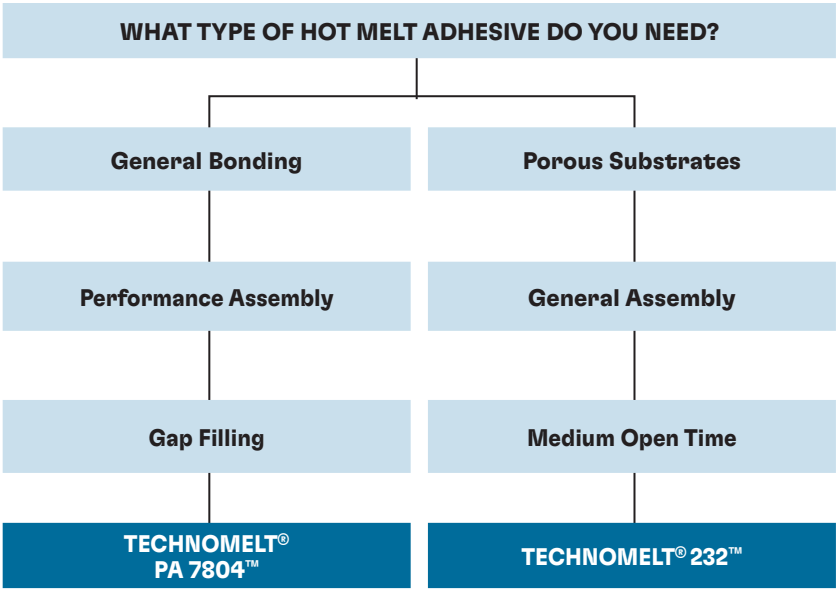 WHAT TYPE OF HOT MELT ADHESIVE DO YOU NEED?
General Bonding
Porous Substrates
Performance Assembly
General Assembly
Gap Filling
Medium Open Time
TECHNOMELT®
PA 7804™
TECHNOMELT® 232™